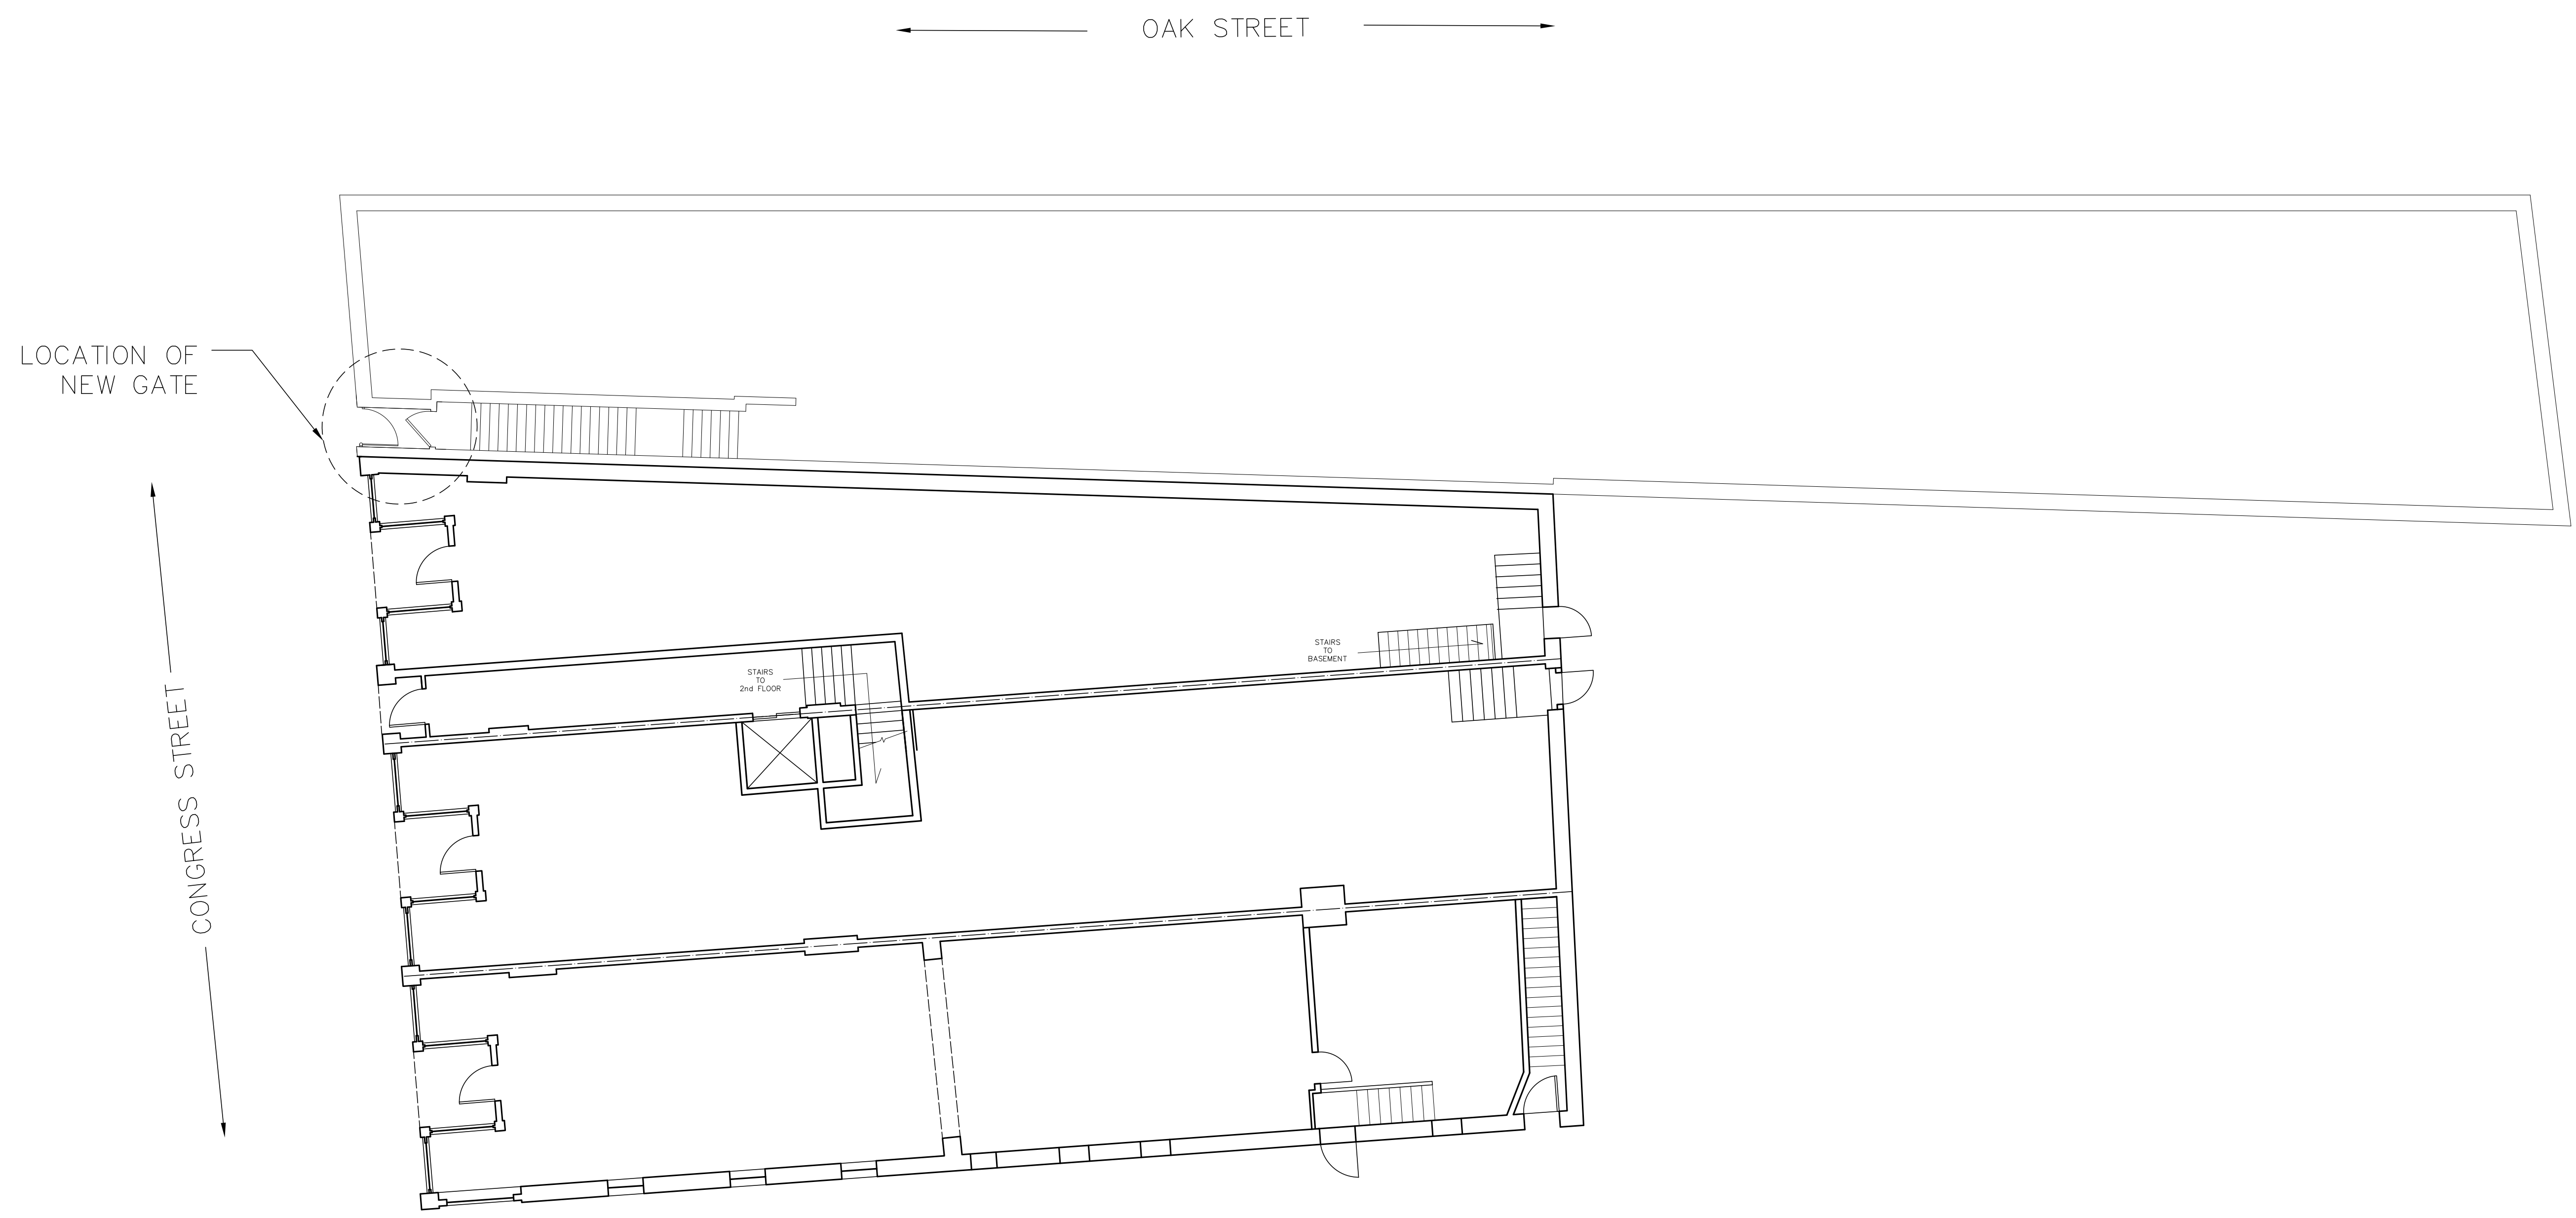 OAK STREET
LOCATION OF
NEW GATE
CONGRESS STREET
STAIRS
TO
2nd FLOOR
STAIRS
TO
BASEMENT